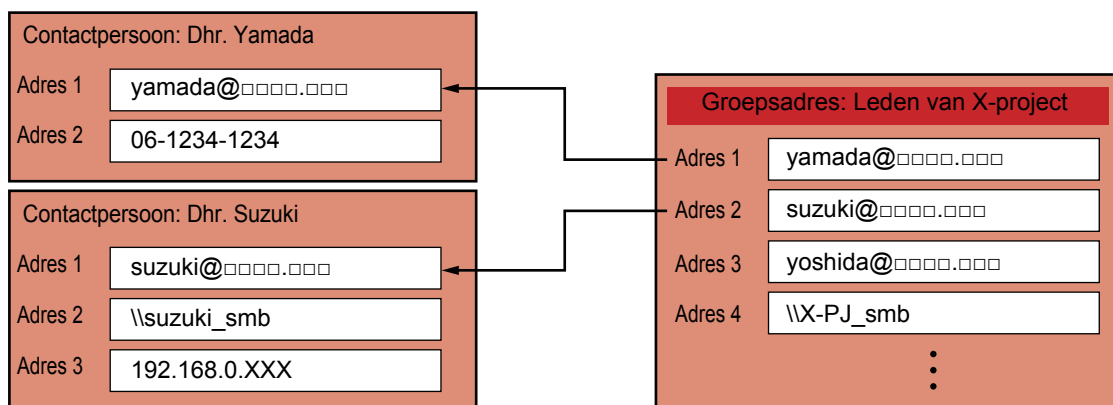 Contactpersoon: Dhr. Yamada
Adres 1 yamada@□□□□.□□□
Adres 2 06-1234-1234
Contactpersoon: Dhr. Suzuki
Adres 1 suzuki@□□□□.□□□
Adres 2 \\suzuki_smb
Adres 3 192.168.0.XXX
Groepsadres: Leden van X-project
Adres 1 yamada@□□□□.□□□
Adres 2 suzuki@□□□□.□□□
Adres 3 yoshida@□□□□.□□□
Adres 4 \\X-PJ_smb